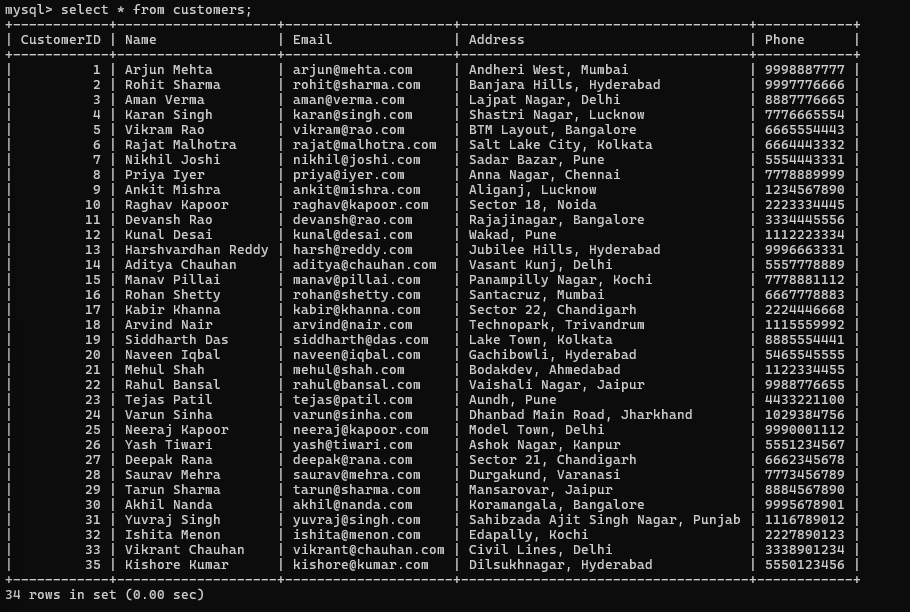 mysql> select * from customers;
+------------+------------------+--------------------+------------------------------------+------------+
| CustomerID | Name | Email | Address | Phone |
+------------+------------------+--------------------+------------------------------------+------------+
| 1 | Arjun Mehta | arjun@mehta.com | Andheri West, Mumbai | 9998887777 |
| 2 | Rohit Sharma | rohit@sharma.com | Banjara Hills, Hyderabad | 9997776666 |
| 3 | Aman Verma | aman@verma.com | Lajpat Nagar, Delhi | 8887776665 |
| 4 | Karan Singh | karan@singh.com | Shastri Nagar, Lucknow | 7776665554 |
| 5 | Vikram Rao | vikram@rao.com | BTM Layout, Bangalore | 6665554443 |
| 6 | Rajat Malhotra | rajat@malhotra.com | Salt Lake City, Kolkata | 6664443332 |
| 7 | Nikhil Joshi | nikhil@joshi.com | Sadar Bazar, Pune | 5554443331 |
| 8 | Priya Iyer | priya@iyer.com | Anna Nagar, Chennai | 7778889999 |
| 9 | Ankit Mishra | ankit@mishra.com | Aliganj, Lucknow | 1234567890 |
| 10 | Raghav Kapoor | raghav@kapoor.com | Sector 18, Noida | 2223334445 |
| 11 | Devansh Rao | devansh@rao.com | Rajajinagar, Bangalore | 3334445556 |
| 12 | Kunal Desai | kunal@desai.com | Wakad, Pune | 1112223334 |
| 13 | Harshvardhan Reddy | harsh@reddy.com | Jubilee Hills, Hyderabad | 9996663331 |
| 14 | Aditya Chauhan | aditya@chauhan.com | Vasant Kunj, Delhi | 5557778889 |
| 15 | Manav Pillai | manav@pillai.com | Panampilly Nagar, Kochi | 7778881112 |
| 16 | Rohan Shetty | rohan@shetty.com | Santacruz, Mumbai | 6667778883 |
| 17 | Kabir Khanna | kabir@khanna.com | Sector 22, Chandigarh | 2224446668 |
| 18 | Arvind Nair | arvind@nair.com | Technopark, Trivandrum | 1115559992 |
| 19 | Siddharth Das | siddharth@das.com | Lake Town, Kolkata | 8885554441 |
| 20 | Naveen Iqbal | naveen@iqbal.com | Gachibowli, Hyderabad | 5465545555 |
| 21 | Mehul Shah | mehul@shah.com | Bodakdev, Ahmedabad | 1122334455 |
| 22 | Rahul Bansal | rahul@bansal.com | Vaishali Nagar, Jaipur | 9988776655 |
| 23 | Tejas Patil | tejas@patil.com | Aundh, Pune | 4433221100 |
| 24 | Varun Sinha | varun@sinha.com | Dhanbad Main Road, Jharkhand | 1029384756 |
| 25 | Neeraj Kapoor | neeraj@kapoor.com | Model Town, Delhi | 9990001112 |
| 26 | Yash Tiwari | yash@tiwari.com | Ashok Nagar, Kanpur | 5551234567 |
| 27 | Deepak Rana | deepak@rana.com | Sector 21, Chandigarh | 6662345678 |
| 28 | Saurav Mehra | saurav@mehra.com | Durgakund, Varanasi | 7773456789 |
| 29 | Tarun Sharma | tarun@sharma.com | Mansarovar, Jaipur | 8884567890 |
| 30 | Akhil Nanda | akhil@nanda.com | Koramangala, Bangalore | 9995678901 |
| 31 | Yuvraj Singh | yuvraj@singh.com | Sahibzada Ajit Singh Nagar, Punjab | 1116789012 |
| 32 | Ishita Menon | ishita@menon.com | Edapally, Kochi | 2227890123 |
| 33 | Vikrant Chauhan | vikrant@chauhan.com | Civil Lines, Delhi | 3338901234 |
| 35 | Kishore Kumar | kishore@kumar.com | Dilsukhnagar, Hyderabad | 5550123456 |
+------------+------------------+--------------------+------------------------------------+------------+
34 rows in set (0.00 sec)